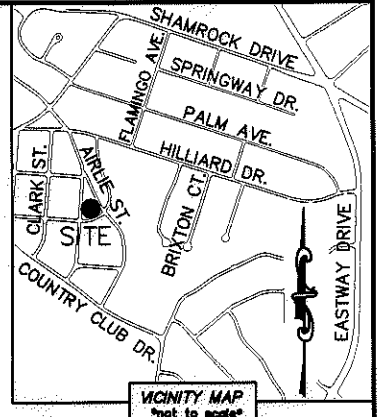 SHAMROCK DRIVE
SPRINGWAY DR.
FLAMINGO AVE.
PALM AVE.
HILLIARD DR.
CLARK ST.
AIRLIE ST.
BRIXTON CT.
SITE
EASTWAY DRIVE
COUNTRY CLUB DR.
VICINITY MAP
*not to scale*